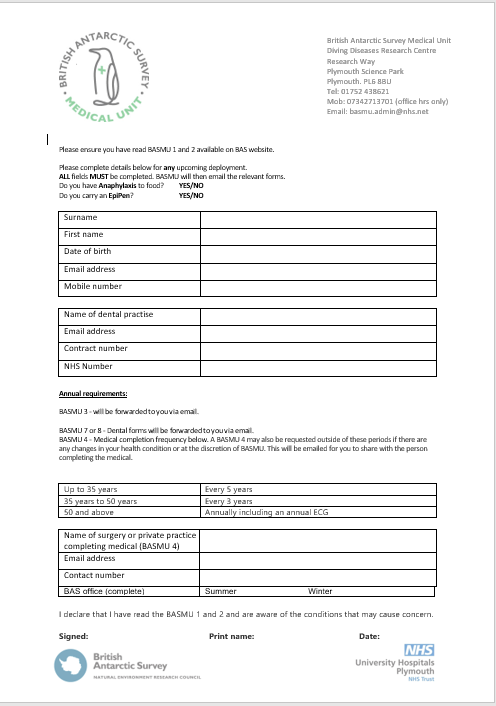 BRITISH ANTARCTIC SURVEY
MEDICAL UNIT
British Antarctic Survey Medical Unit
Diving Diseases Research Centre
Research Way
Plymouth Science Park
Plymouth. PL6 8BU
Tel: 01752 438621
Mob: 07342713701 (office hrs only)
Email: basmu.admin@nhs.net
Please ensure you have read BASMU 1 and 2 available on BAS website.
Please complete details below for any upcoming deployment.
ALL fields MUST be completed. BASMU will then email the relevant forms.
Do you have Anaphylaxis to food? YES/NO
Do you carry an EpiPen? YES/NO
Surname
First name
Date of birth
Email address
Mobile number
Name of dental practise
Email address
Contract number
NHS Number
Annual requirements:
BASMU 3 - will be forwarded to you via email.
BASMU 7 or 8 - Dental forms will be forwarded to you via email.
BASMU 4 - Medical completion frequency below. A BASMU 4 may also be requested outside of these periods if there are
any changes in your health condition or at the discretion of BASMU. This will be emailed for you to share with the person
completing the medical.
Up to 35 years Every 5 years
35 years to 50 years Every 3 years
50 and above Annually including an annual ECG
Name of surgery or private practice
completing medical (BASMU 4)
Email address
Contact number
BAS office (complete) Summer Winter
I declare that I have read the BASMU 1 and 2 and are aware of the conditions that may cause concern.
Signed: Print name: Date:
British
Antarctic Survey
NATURAL ENVIRONMENT RESEARCH COUNCIL
NHS
University Hospitals
Plymouth
NHS Trust